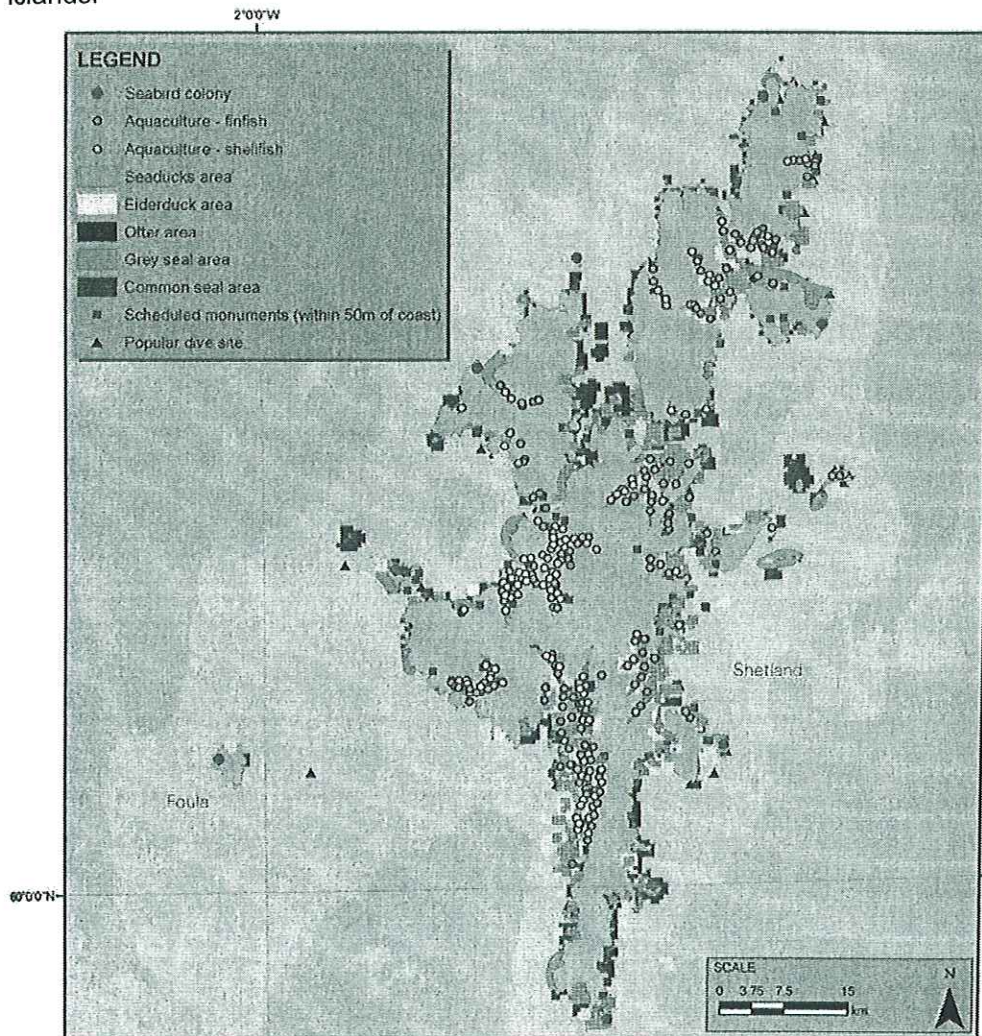 2°0'0"W
LEGEND
Seabird colony
Aquaculture - finfish
Aquaculture - shellfish
Seaducks area
Eiderduck area
Otter area
Grey seal area
Common seal area
Scheduled monuments (within 50m of coast)
Popular dive site
Shetland
Foula
60°0'0"N
SCALE
0 3.75 7.5 15
km
N